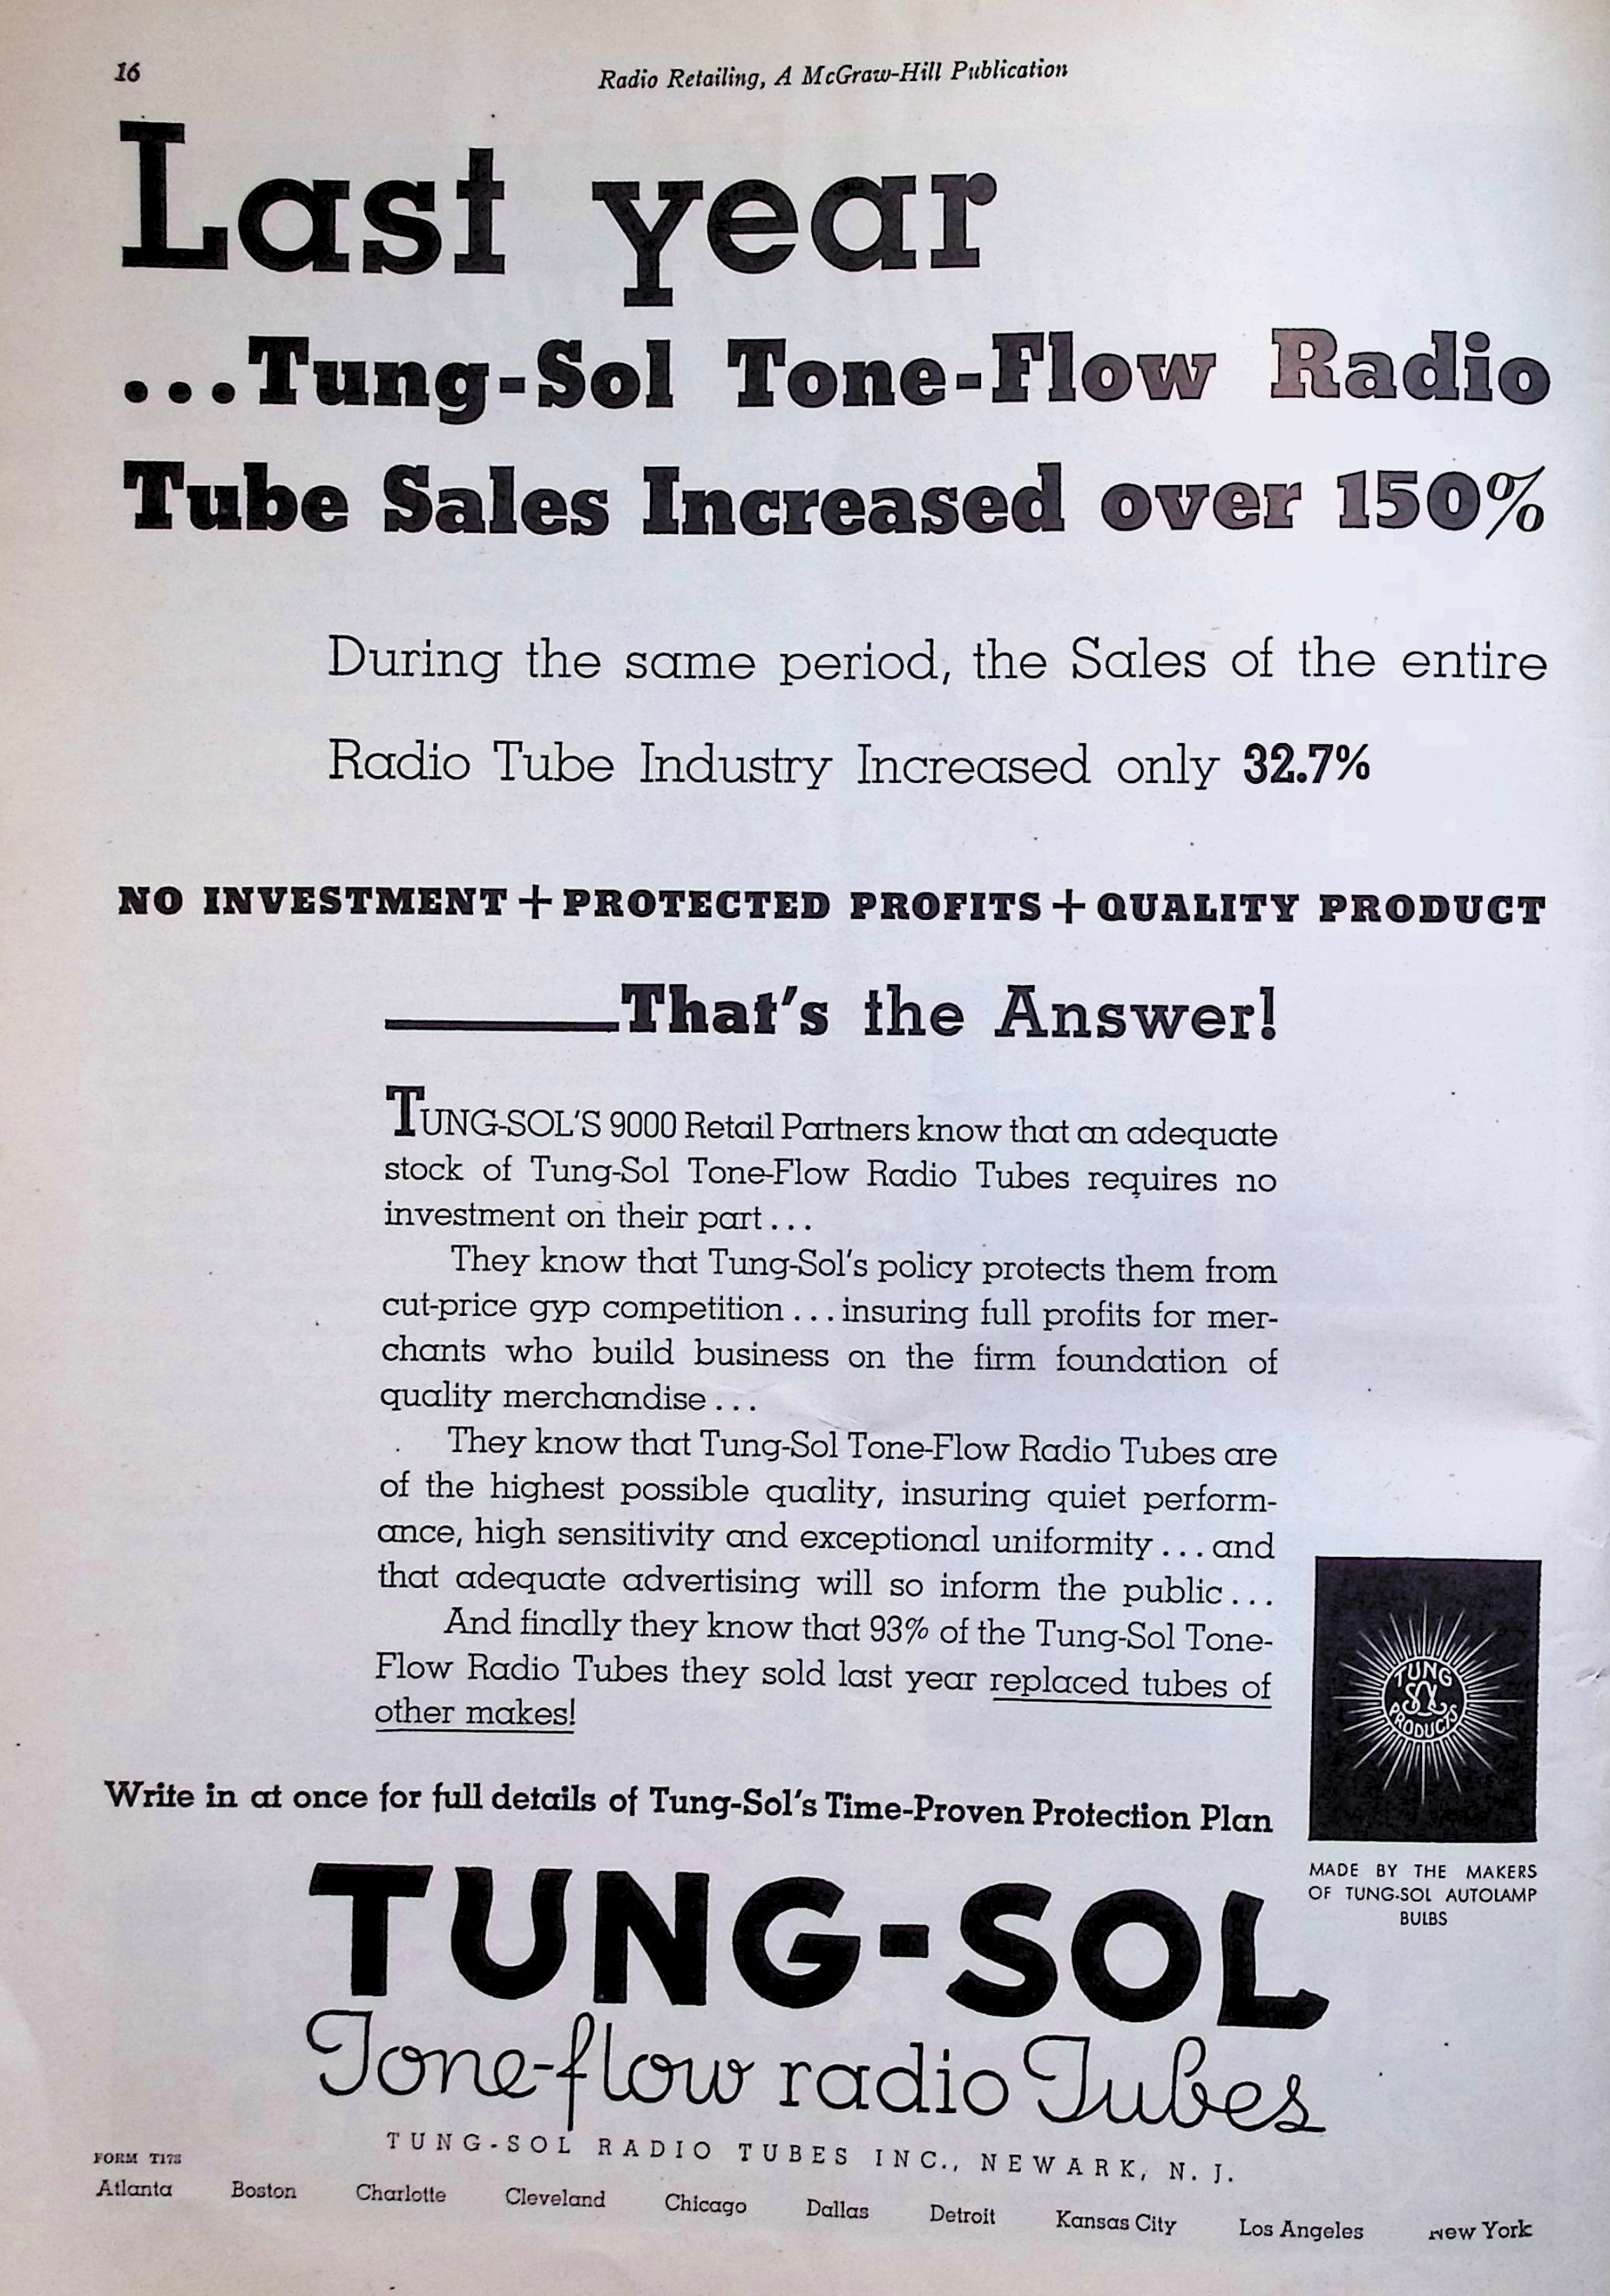 16
Radio Retailing, A McGraw-Hill Publication
Last year
...Tung-Sol Tone-Flow Radio
Tube Sales Increased over 150%
During the same period, the Sales of the entire
Radio Tube Industry Increased only 32.7%
NO INVESTMENT + PROTECTED PROFITS + QUALITY PRODUCT
That's the Answer!
TUNG-SOL'S 9000 Retail Partners know that an adequate
stock of Tung-Sol Tone-Flow Radio Tubes requires no
investment on their part...
They know that Tung-Sol's policy protects them from
cut-price gyp competition...insuring full profits for mer-
chants who build business on the firm foundation of
quality merchandise...
They know that Tung-Sol Tone-Flow Radio Tubes are
of the highest possible quality, insuring quiet perform-
ance, high sensitivity and exceptional uniformity...and
that adequate advertising will so inform the public...
And finally they know that 93% of the Tung-Sol Tone-
Flow Radio Tubes they sold last year replaced tubes of
other makes!
TUNG
SOL
PRODUCTS
Write in at once for full details of Tung-Sol's Time-Proven Protection Plan
MADE BY THE MAKERS
OF TUNG-SOL AUTOLAMP
BULBS
TUNG-SOL
Tone-flow radio Tubes
TUNG-SOL RADIO TUBES INC., NEWARK, N. J.
FORM T173
Atlanta Boston Charlotte Cleveland Chicago Dallas Detroit Kansas City Los Angeles New York